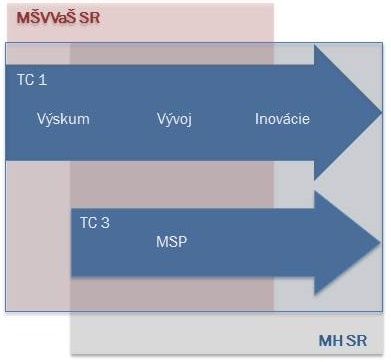 MŠVVaŠ SR
TC 1
Výskum Vývoj Inovácie
TC 3
MSP
MH SR